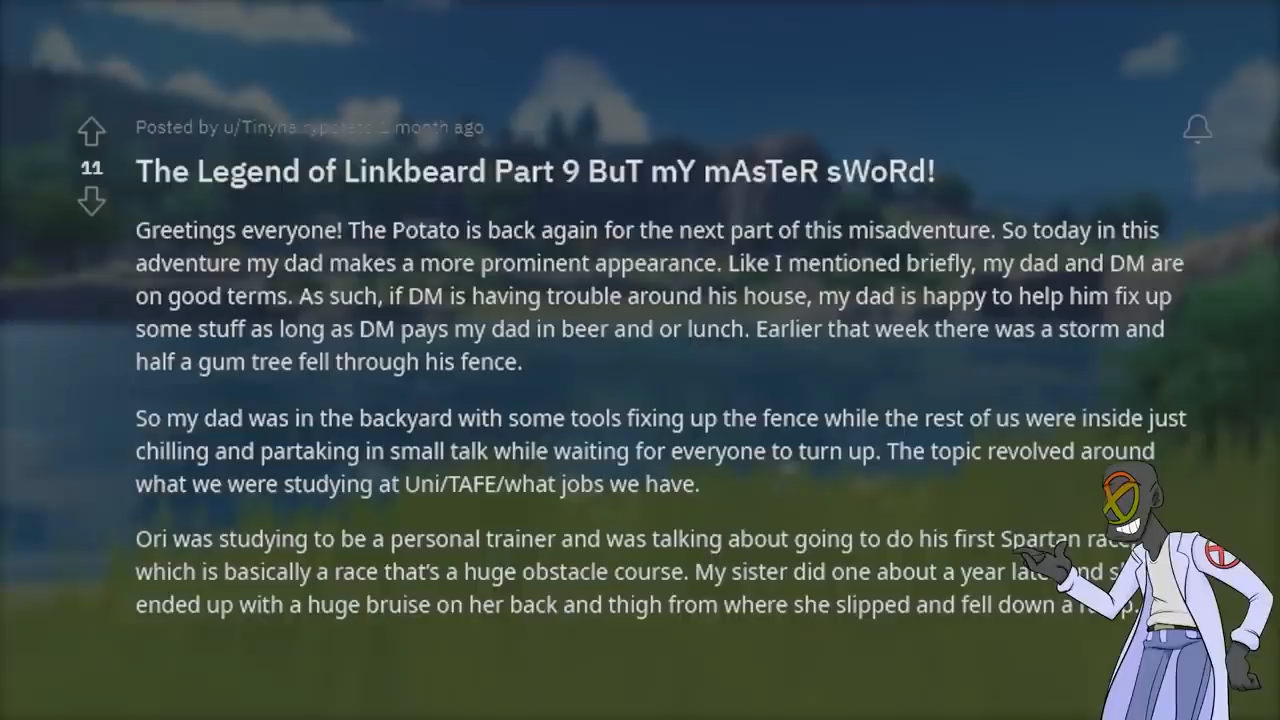 Posted by 1 month ago
11
The Legend of Linkbeard Part 9 BuT mY mAsTeR sWoRd!
Greetings everyone! The Potato is back again for the next part of this misadventure. So today in this
adventure my dad makes a more prominent appearance. Like I mentioned briefly, my dad and DM are
on good terms. As such, if DM is having trouble around his house, my dad is happy to help him fix up
some stuff as long as DM pays my dad in beer and or lunch. Earlier that week there was a storm and
half a gum tree fell through his fence.
So my dad was in the backyard with some tools fixing up the fence while the rest of us were inside just
chilling and partaking in small talk while waiting for everyone to turn up. The topic revolved around
what we were studying at Uni/TAFE/what jobs we have.
Ori was studying to be a personal trainer and was talking about going to do his first Spartan
which is basically a race that's a huge obstacle course. My sister did one about a year
ended up with a huge bruise on her back and thigh from where she slipped and fell down a